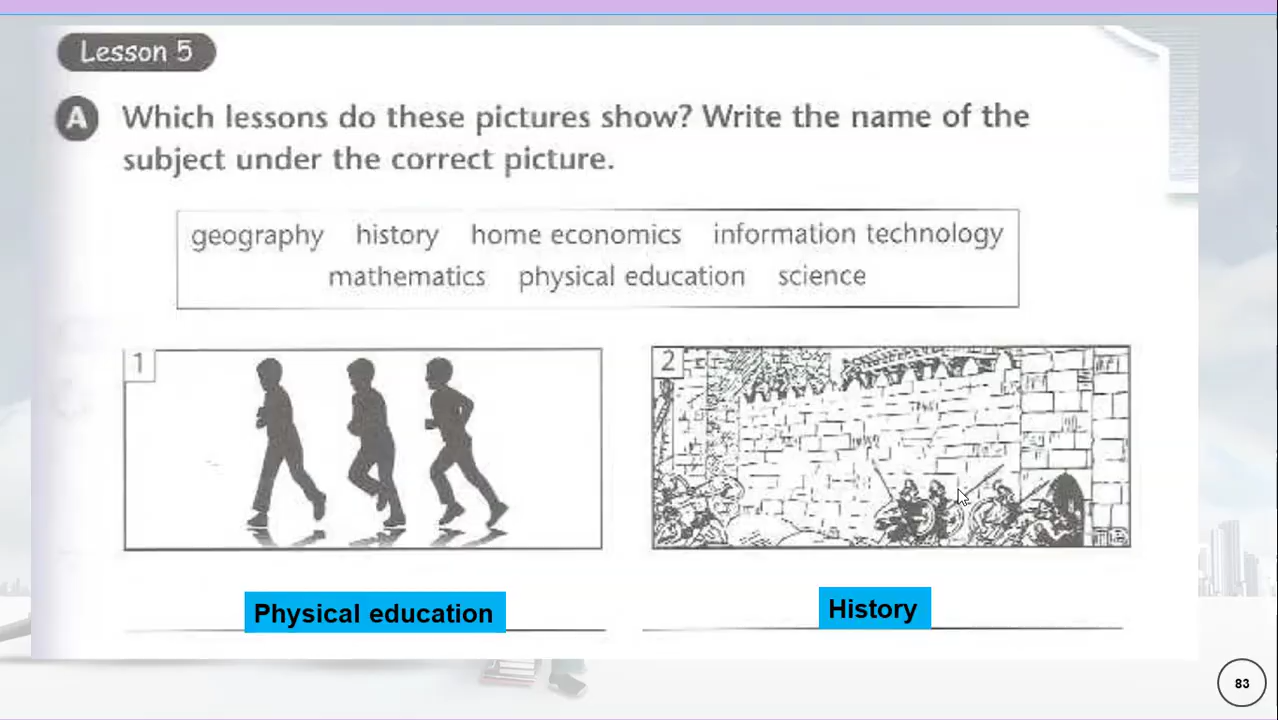 Lesson 5
A Which lessons do these pictures show? Write the name of the
subject under the correct picture.
geography history home economics information technology
mathematics physical education science
1
2
Physical education
History
83